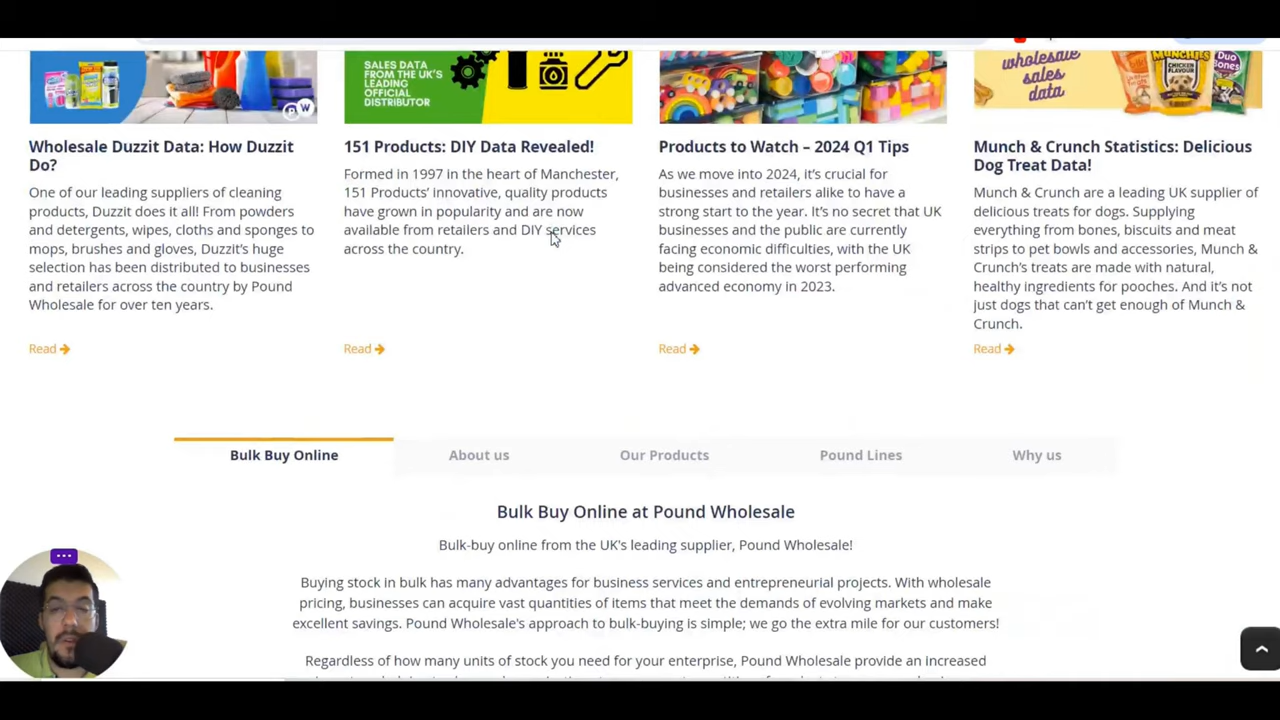 SALES DATA
FROM THE UK'S
LEADING
OFFICIAL
DISTRIBUTOR
wholesale
sales
data
MUNCHIES
CHICKEN
FLAVOUR
DUO
BONES
W
Wholesale Duzzit Data: How Duzzit
Do?
One of our leading suppliers of cleaning
products, Duzzit does it all! From powders
and detergents, wipes, cloths and sponges to
mops, brushes and gloves, Duzzit's huge
selection has been distributed to businesses
and retailers across the country by Pound
Wholesale for over ten years.
Read
151 Products: DIY Data Revealed!
Formed in 1997 in the heart of Manchester,
151 Products' innovative, quality products
have grown in popularity and are now
available from retailers and DIY services
across the country.
Read
Products to Watch – 2024 Q1 Tips
As we move into 2024, it's crucial for
businesses and retailers alike to have a
strong start to the year. It's no secret that UK
businesses and the public are currently
facing economic difficulties, with the UK
being considered the worst performing
advanced economy in 2023.
Read
Munch & Crunch Statistics: Delicious
Dog Treat Data!
Munch & Crunch are a leading UK supplier of
delicious treats for dogs. Supplying
everything from bones, biscuits and meat
strips to pet bowls and accessories, Munch &
Crunch's treats are made with natural,
healthy ingredients for pooches. And it's not
just dogs that can't get enough of Munch &
Crunch.
Read
Bulk Buy Online
About us
Our Products
Pound Lines
Why us
Bulk Buy Online at Pound Wholesale
Bulk-buy online from the UK's leading supplier, Pound Wholesale!
Buying stock in bulk has many advantages for business services and entrepreneurial projects. With wholesale
pricing, businesses can acquire vast quantities of items that meet the demands of evolving markets and make
excellent savings. Pound Wholesale's approach to bulk-buying is simple; we go the extra mile for our customers!
Regardless of how many units of stock you need for your enterprise, Pound Wholesale provide an increased